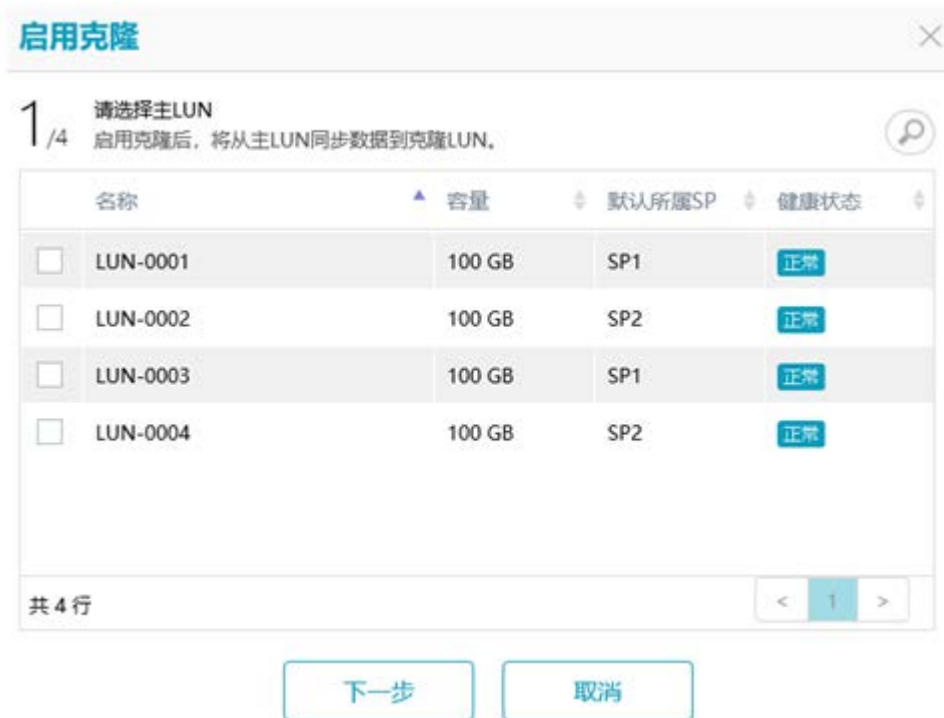 启用克隆
1/4
请选择主LUN
启用克隆后，将从主LUN同步数据到克隆LUN。
名称 容量 默认所属SP 健康状态
LUN-0001 100 GB SP1 正常
LUN-0002 100 GB SP2 正常
LUN-0003 100 GB SP1 正常
LUN-0004 100 GB SP2 正常
共 4 行 < 1 >
下一步 取消